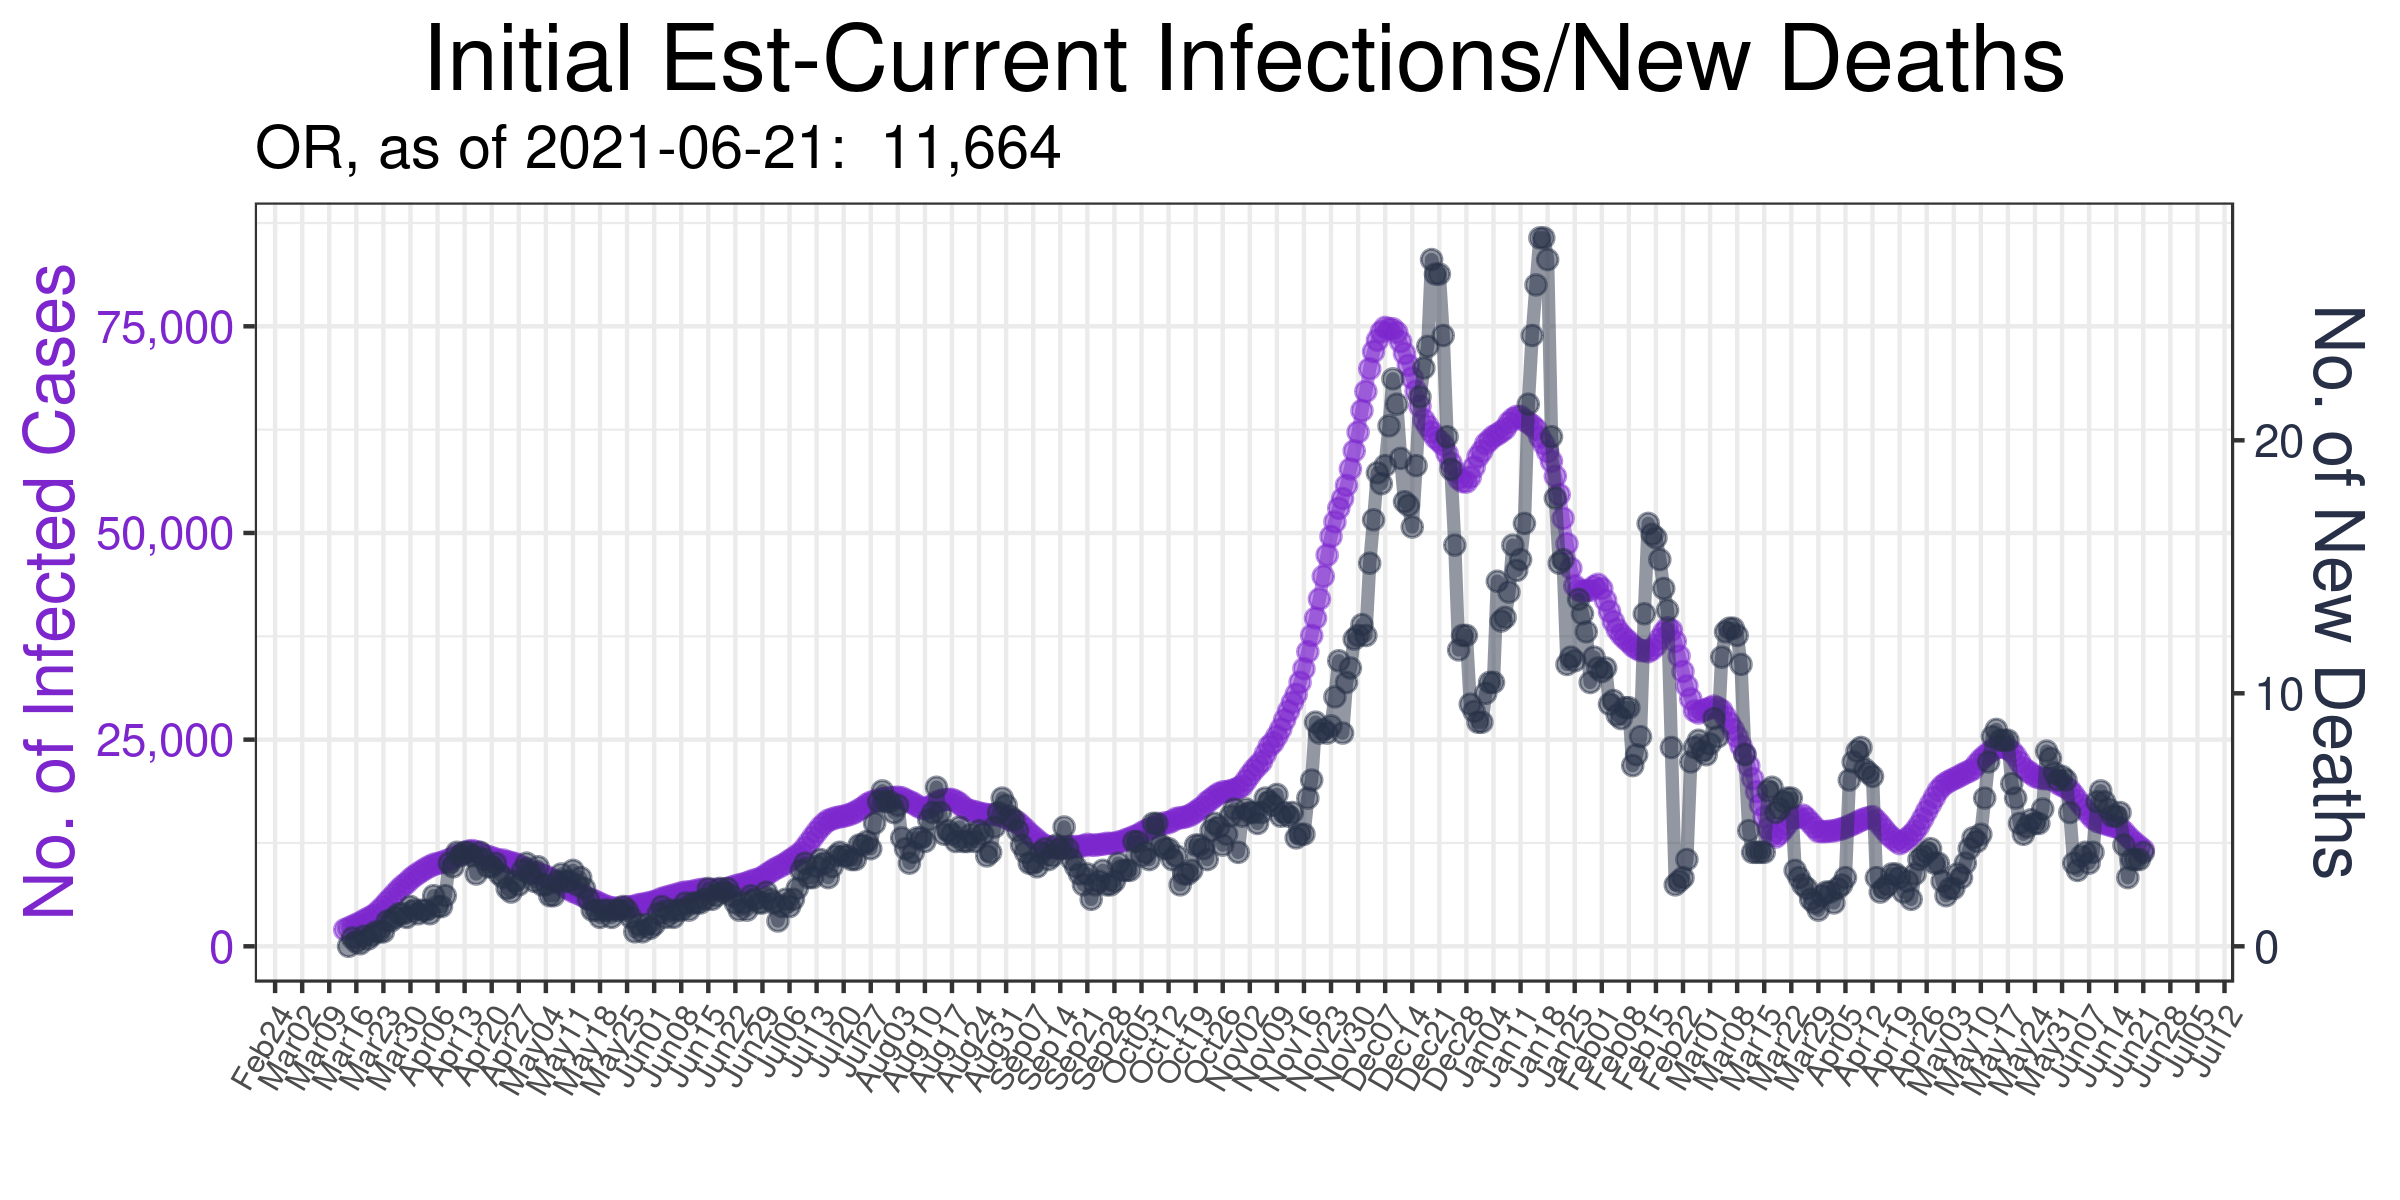 Initial Est-Current Infections/New Deaths
OR, as of 2021-06-21: 11,664
No. of Infected Cases
75,000
50,000
25,000
0
20
10
0
No. of New Deaths
Feb24
Mar02
Mar09
Mar16
Mar23
Mar30
Apr06
Apr13
Apr20
Apr27
May04
May11
May18
May25
Jun01
Jun08
Jun15
Jun22
Jun29
Jul06
Jul13
Jul20
Jul27
Aug03
Aug10
Aug17
Aug24
Aug31
Sep07
Sep14
Sep21
Sep28
Oct05
Oct12
Oct19
Oct26
Nov02
Nov09
Nov16
Nov23
Nov30
Dec07
Dec14
Dec21
Dec28
Jan04
Jan11
Jan18
Jan25
Feb01
Feb08
Feb15
Feb22
Mar01
Mar08
Mar15
Mar22
Mar29
Apr05
Apr12
Apr19
Apr26
May03
May10
May17
May24
May31
Jun07
Jun14
Jun21
Jun28
Jul05
Jul12